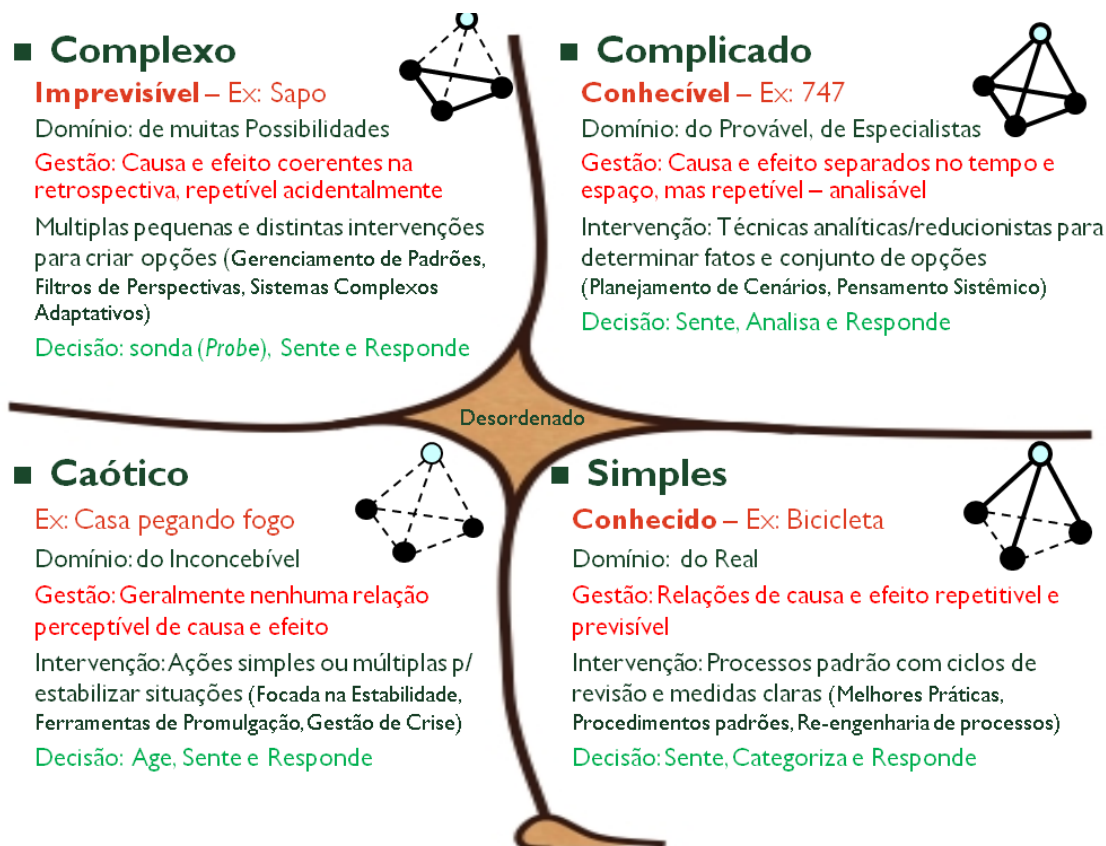 ■ Complexo
Imprevisível – Ex: Sapo
Domínio: de muitas Possibilidades
Gestão: Causa e efeito coerentes na
retrospectiva, repetível acidentalmente
Multiplas pequenas e distintas intervenções
para criar opções (Gerenciamento de Padrões,
Filtros de Perspectivas, Sistemas Complexos
Adaptativos)
Decisão: sonda (Probe), Sente e Responde
■ Complicado
Conhecível – Ex: 747
Domínio: do Provável, de Especialistas
Gestão: Causa e efeito separados no tempo e
espaço, mas repetível – analisável
Intervenção: Técnicas analíticas/reducionistas para
determinar fatos e conjunto de opções
(Planejamento de Cenários, Pensamento Sistêmico)
Decisão: Sente, Analisa e Responde
Desordenado
■ Caótico
Ex: Casa pegando fogo
Domínio: do Inconcebível
Gestão: Geralmente nenhuma relação
perceptível de causa e efeito
Intervenção: Ações simples ou múltiplas p/
estabilizar situações (Focada na Estabilidade,
Ferramentas de Promulgação, Gestão de Crise)
Decisão: Age, Sente e Responde
■ Simples
Conhecido – Ex: Bicicleta
Domínio: do Real
Gestão: Relações de causa e efeito repetitivel e
previsível
Intervenção: Processos padrão com ciclos de
revisão e medidas claras (Melhores Práticas,
Procedimentos padrões, Re-engenharia de processos)
Decisão: Sente, Categoriza e Responde